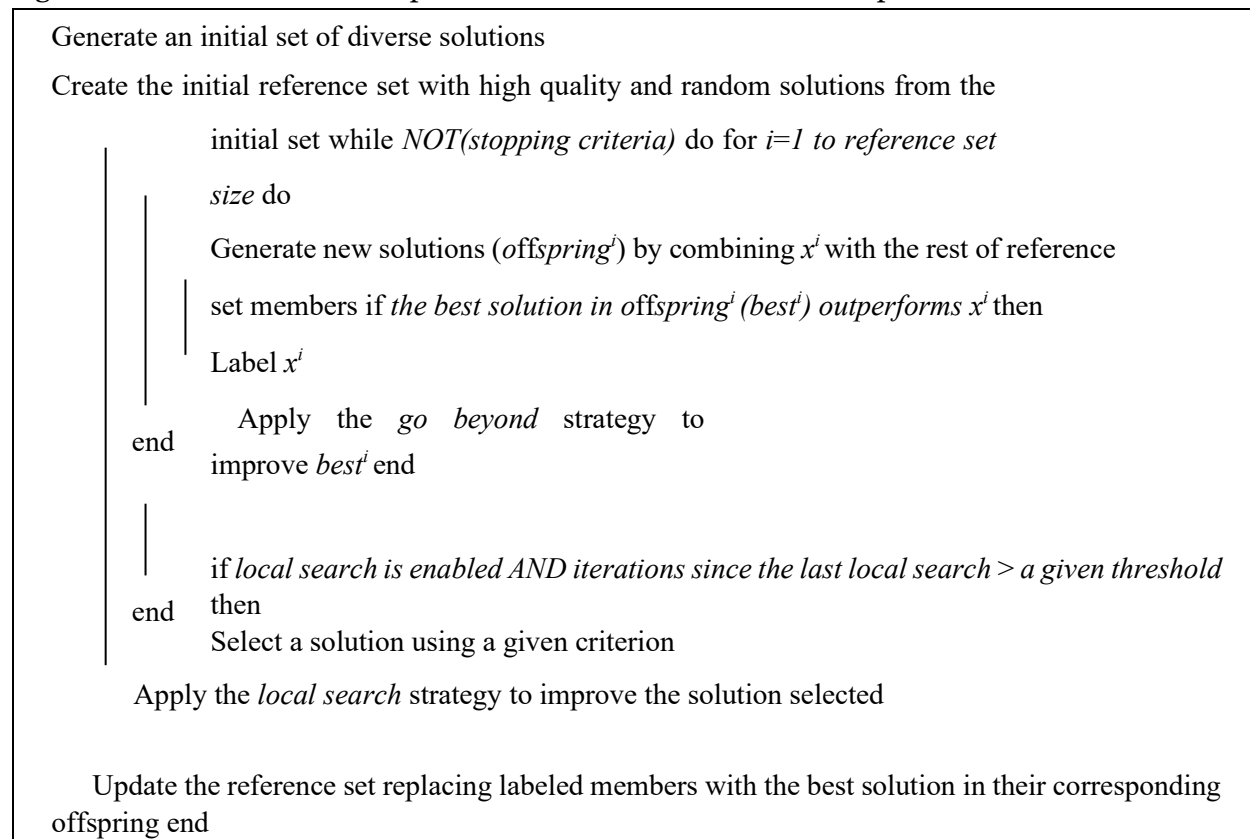 Generate an initial set of diverse solutions
Create the initial reference set with high quality and random solutions from the
initial set while NOT(stopping criteria) do for i=1 to reference set
size do
Generate new solutions (offspringⁱ) by combining xⁱ with the rest of reference
set members if the best solution in offspringⁱ (bestⁱ) outperforms xⁱ then
Label xⁱ
Apply the go beyond strategy to
end
improve bestⁱ end
if local search is enabled AND iterations since the last local search > a given threshold
end
then
Select a solution using a given criterion
Apply the local search strategy to improve the solution selected
Update the reference set replacing labeled members with the best solution in their corresponding
offspring end